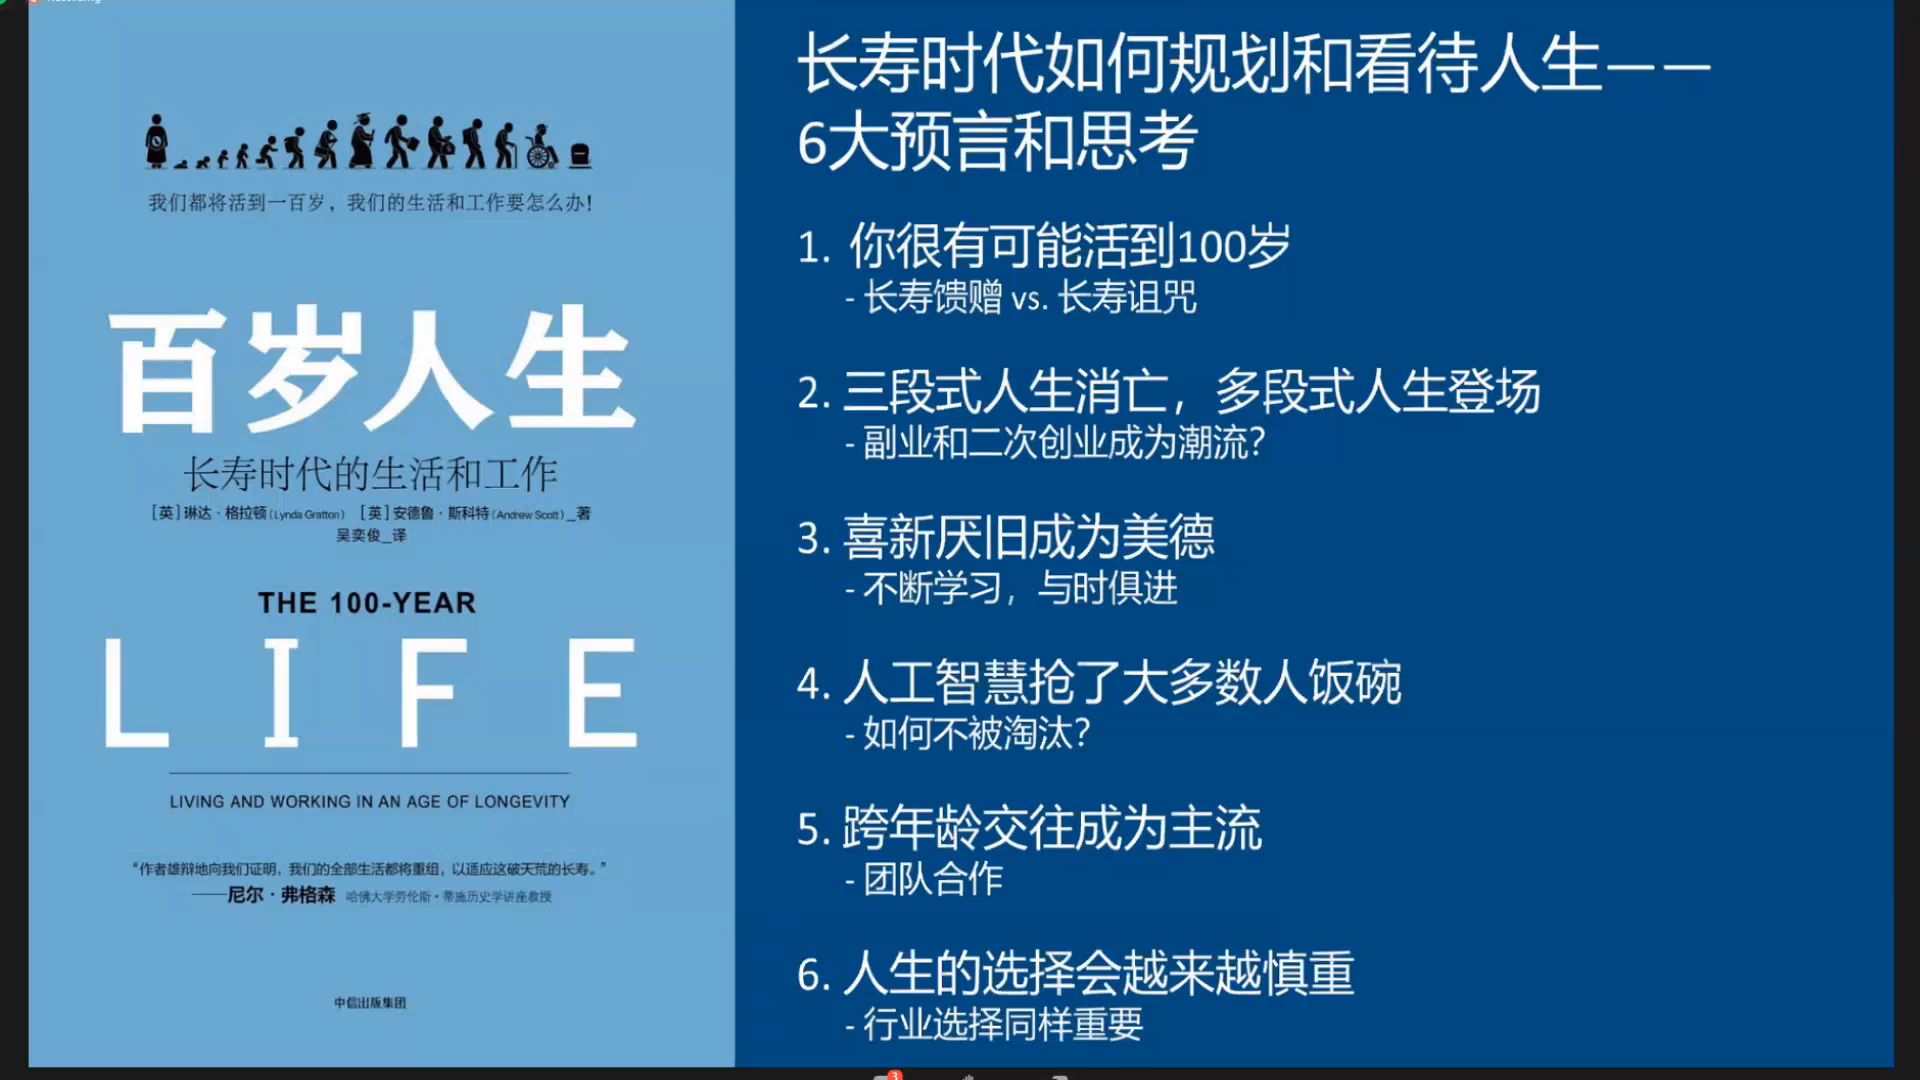 我们都将活到一百岁，我们的生活和工作要怎么办！
百岁人生
长寿时代的生活和工作
［英］琳达·格拉顿（Lynda Gratton） ［英］安德鲁·斯科特（Andrew Scott）_著
吴奕俊_译
THE 100-YEAR
LIFE
LIVING AND WORKING IN AN AGE OF LONGEVITY
“作者雄辩地向我们证明，我们的全部生活都将重组，以适应这破天荒的长寿。”
——尼尔·弗格森 哈佛大学劳伦斯·蒂施历史学讲座教授
中信出版集团
长寿时代如何规划和看待人生——
6大预言和思考
1. 你很有可能活到100岁
- 长寿馈赠 vs. 长寿诅咒
2. 三段式人生消亡，多段式人生登场
- 副业和二次创业成为潮流？
3. 喜新厌旧成为美德
- 不断学习，与时俱进
4. 人工智慧抢了大多数人饭碗
- 如何不被淘汰？
5. 跨年龄交往成为主流
- 团队合作
6. 人生的选择会越来越慎重
- 行业选择同样重要
3